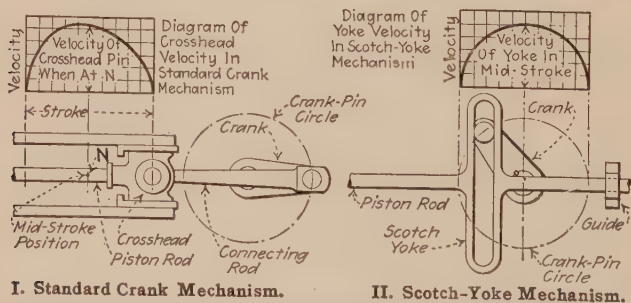 Velocity
Velocity Of
Crosshead Pin
When At N
Diagram Of
Crosshead
Velocity In
Standard Crank
Mechanism
Stroke
Crank-Pin
Circle
Crank
N
Mid-Stroke
Position
Crosshead
Piston Rod
Connecting
Rod
I. Standard Crank Mechanism.
Diagram Of
Yoke Velocity
In Scotch-Yoke
Mechanism
Velocity
Velocity
Of Yoke In
Mid-Stroke
Crank
Piston Rod
Scotch
Yoke
Guide
Crank-Pin
Circle
II. Scotch-Yoke Mechanism.